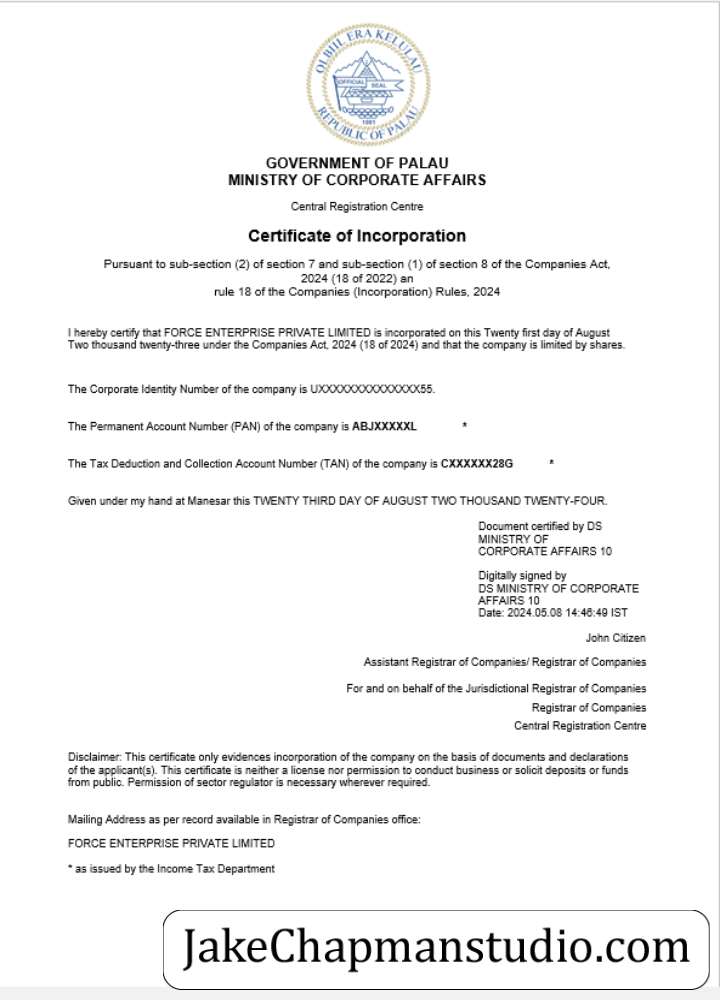 OLBIIL ERA KELULAU
OFFICIAL SEAL
1981
REPUBLIC OF PALAU
GOVERNMENT OF PALAU
MINISTRY OF CORPORATE AFFAIRS
Central Registration Centre
Certificate of Incorporation
Pursuant to sub-section (2) of section 7 and sub-section (1) of section 8 of the Companies Act,
2024 (18 of 2022) an
rule 18 of the Companies (Incorporation) Rules, 2024
I hereby certify that FORCE ENTERPRISE PRIVATE LIMITED is incorporated on this Twenty first day of August
Two thousand twenty-three under the Companies Act, 2024 (18 of 2024) and that the company is limited by shares.
The Corporate Identity Number of the company is UXXXXXXXXXXXXXXX55.
The Permanent Account Number (PAN) of the company is ABJXXXXXL *
The Tax Deduction and Collection Account Number (TAN) of the company is CXXXXXX28G *
Given under my hand at Manesar this TWENTY THIRD DAY OF AUGUST TWO THOUSAND TWENTY-FOUR.
Document certified by DS
MINISTRY OF
CORPORATE AFFAIRS 10
Digitally signed by
DS MINISTRY OF CORPORATE
AFFAIRS 10
Date: 2024.05.08 14:46:49 IST
John Citizen
Assistant Registrar of Companies/ Registrar of Companies
For and on behalf of the Jurisdictional Registrar of Companies
Registrar of Companies
Central Registration Centre
Disclaimer: This certificate only evidences incorporation of the company on the basis of documents and declarations
of the applicant(s). This certificate is neither a license nor permission to conduct business or solicit deposits or funds
from public. Permission of sector regulator is necessary wherever required.
Mailing Address as per record available in Registrar of Companies office:
FORCE ENTERPRISE PRIVATE LIMITED
* as issued by the Income Tax Department
JakeChapmanstudio.com